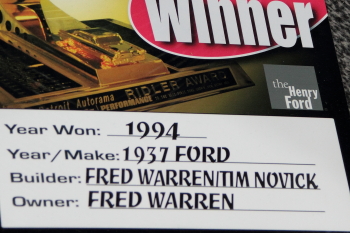 Winner
Detroit Autorama RIDLER AWARD
PERFORMANCE
the Henry
Ford
Year Won: 1994
Year/Make: 1937 FORD
Builder: FRED WARREN/TIM NOVICK
Owner: FRED WARREN